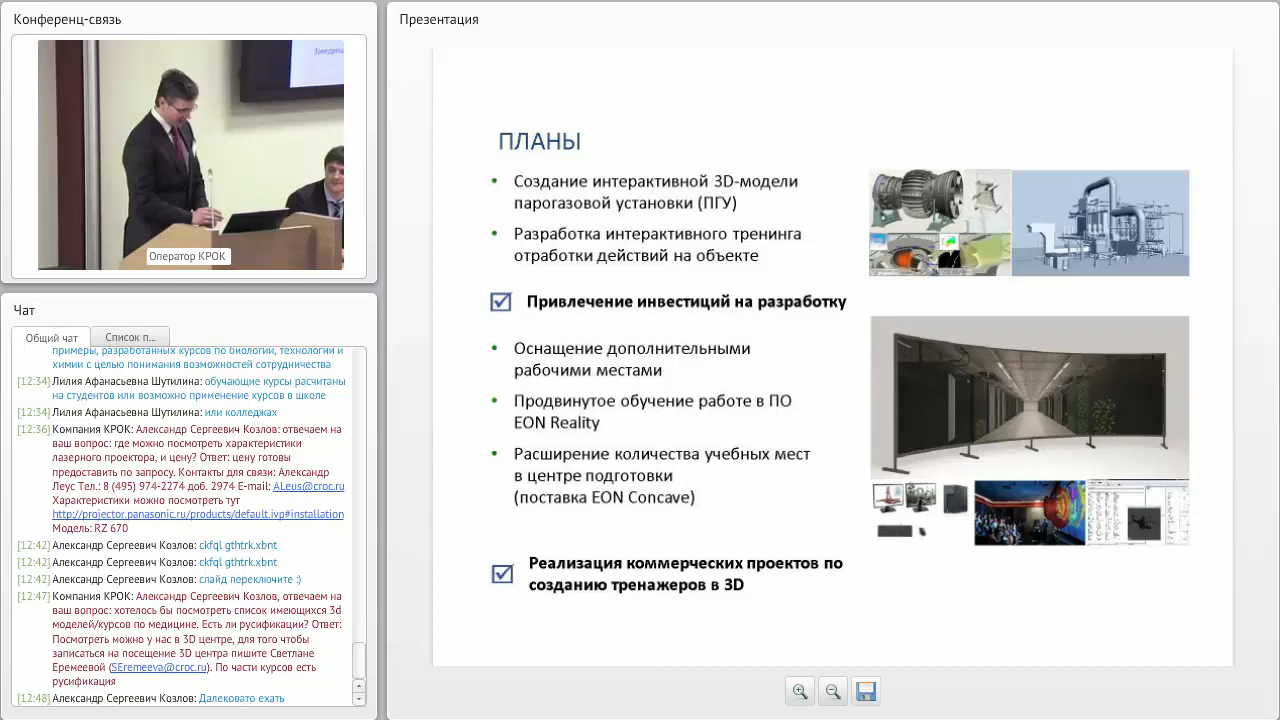 Конференц-связь
Оператор КРОК
Чат
Общий чат
Список п...
примеры, разработанных курсов по биологии, технологии и
химии с целью понимания возможностей сотрудничества
[12:34] Лилия Афанасьевна Шутилина: обучающие курсы расчитаны
на студентов или возможно применение курсов в школе
[12:34] Лилия Афанасьевна Шутилина: или колледжах
[12:36] Компания КРОК: Александр Сергеевич Козлов: отвечаем на
ваш вопрос: где можно посмотреть характеристики
лазерного проектора, и цену? Ответ: цену готовы
предоставить по запросу. Контакты для связи: Александр
Леус Тел.: 8 (495) 974-2274 доб. 2974 E-mail: ALeus@croc.ru
Характеристики можно посмотреть тут
http://projector.panasonic.ru/products/default.ivp#installation
Модель: RZ 670
[12:42] Александр Сергеевич Козлов: ckfql gthtrk.xbnt
[12:42] Александр Сергеевич Козлов: ckfql gthtrk.xbnt
[12:42] Александр Сергеевич Козлов: слайд переключите :)
[12:47] Компания КРОК: Александр Сергеевич Козлов, отвечаем на
ваш вопрос: хотелось бы посмотреть список имеющихся 3d
моделей/курсов по медицине. Есть ли русификации? Ответ:
Посмотреть можно у нас в 3D центре, для того чтобы
записаться на посещение 3D центра пишите Светлане
Еремеевой (SEremeeva@croc.ru). По части курсов есть
русификация
[12:48] Александр Сергеевич Козлов: Далековато ехать
Презентация
ПЛАНЫ
• Создание интерактивной 3D-модели
парогазовой установки (ПГУ)
• Разработка интерактивного тренинга
отработки действий на объекте
Привлечение инвестиций на разработку
• Оснащение дополнительными
рабочими местами
• Продвинутое обучение работе в ПО
EON Reality
• Расширение количества учебных мест
в центре подготовки
(поставка EON Concave)
Реализация коммерческих проектов по
созданию тренажеров в 3D